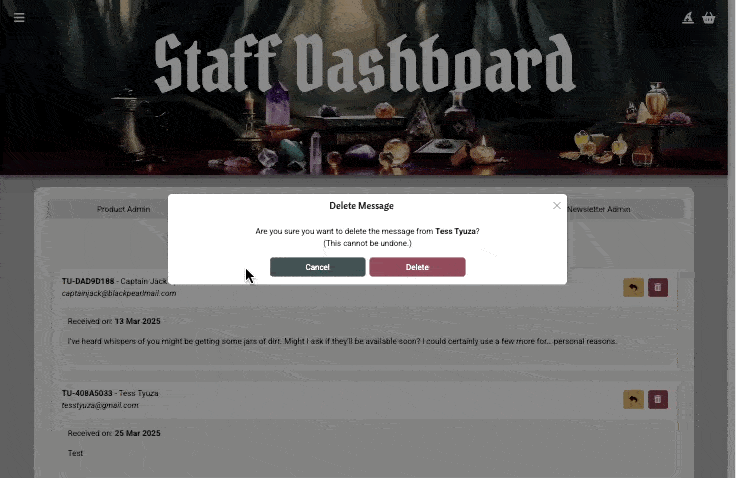 Staff Dashboard
Delete Message
Product Admin
Newsletter Admin
Are you sure you want to delete the message from Tess Tyuza?
(This cannot be undone.)
Cancel
Delete
TU-DAD9D188 - Captain Jack
captainjack@blackpearlmail.com
Received on: 13 Mar 2025
I've heard whispers of you might be getting some jars of dirt. Might I ask if they'll be available soon? I could certainly use a few more for... personal reasons.
TU-408A5033 - Tess Tyuza
tesstyuza@gmail.com
Received on: 25 Mar 2025
Test